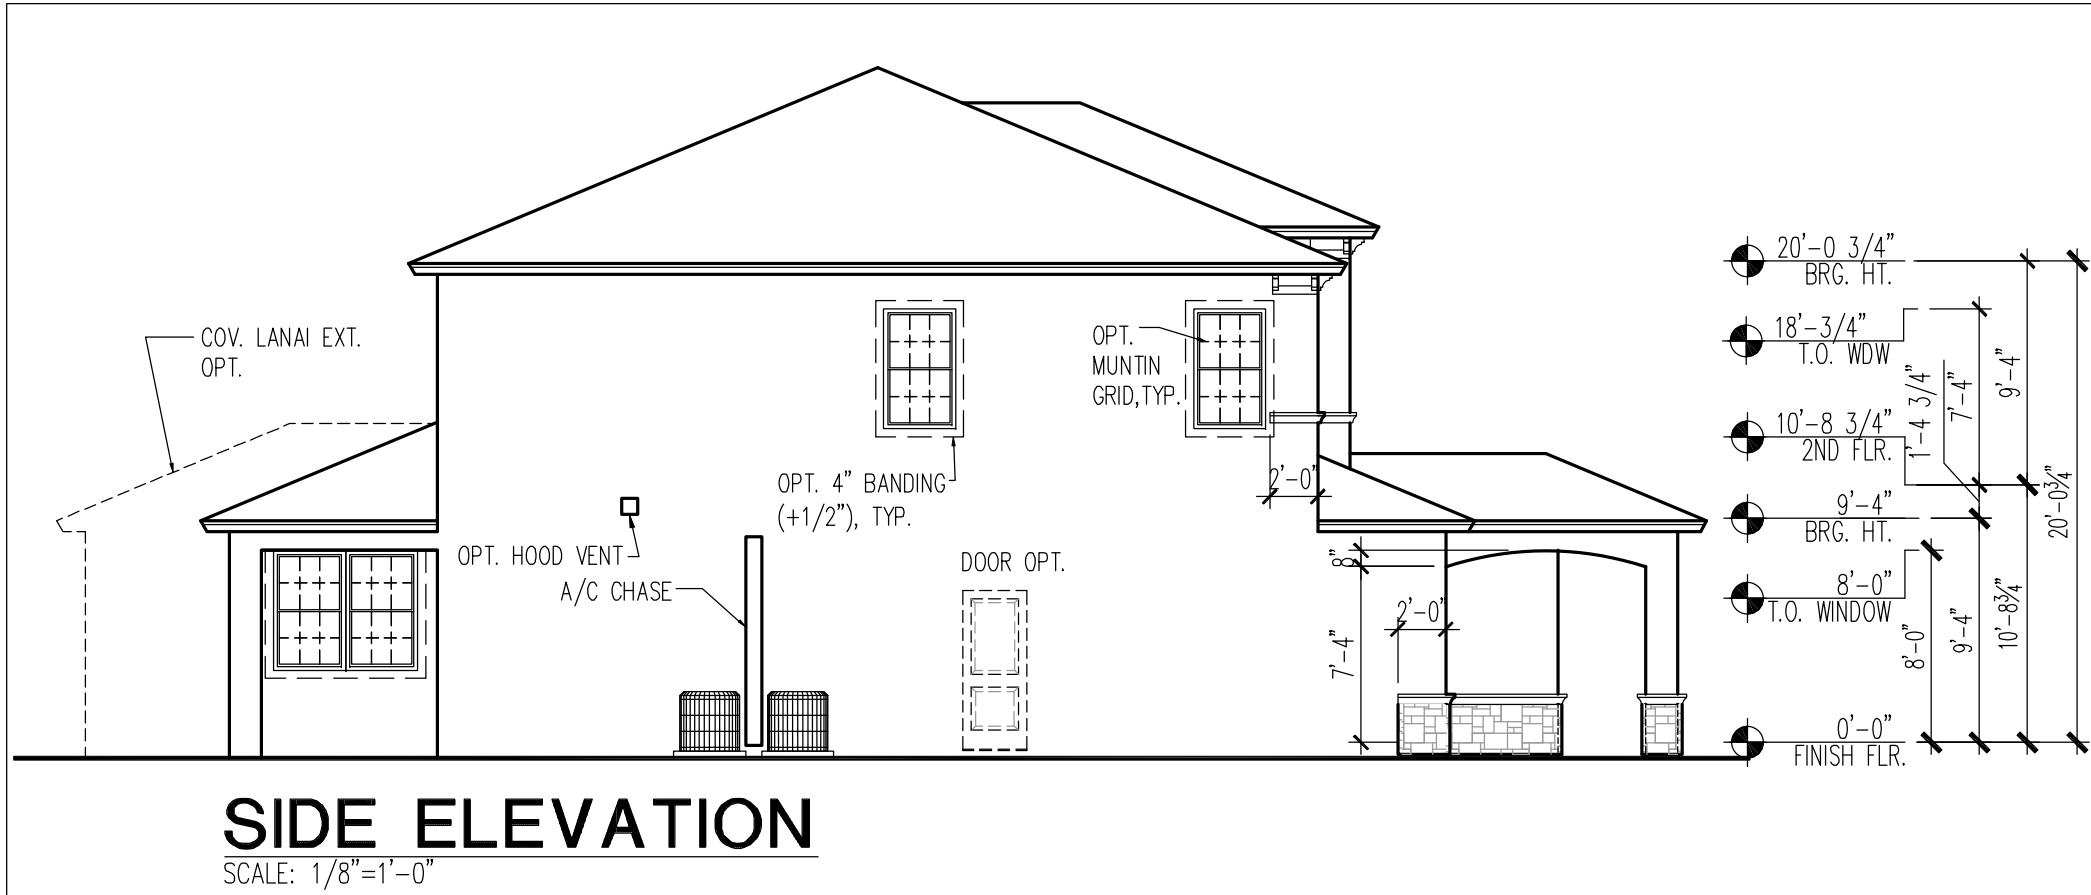 COV. LANAI EXT.
OPT.
OPT. HOOD VENT
A/C CHASE
OPT. 4" BANDING
(+1/2"), TYP.
DOOR OPT.
OPT.
MUNTIN
GRID,TYP.
2'-0"
8"
7'-4"
2'-0"
20'-0 3/4"
BRG. HT.
18'-3/4"
T.O. WDW
10'-8 3/4"
2ND FLR.
9'-4"
BRG. HT.
8'-0"
T.O. WINDOW
0'-0"
FINISH FLR.
1'-4 3/4"
7'-4"
9'-4"
8'-0"
9'-4"
10'-8¾"
20'-0¾"
SIDE ELEVATION
SCALE: 1/8"=1'-0"